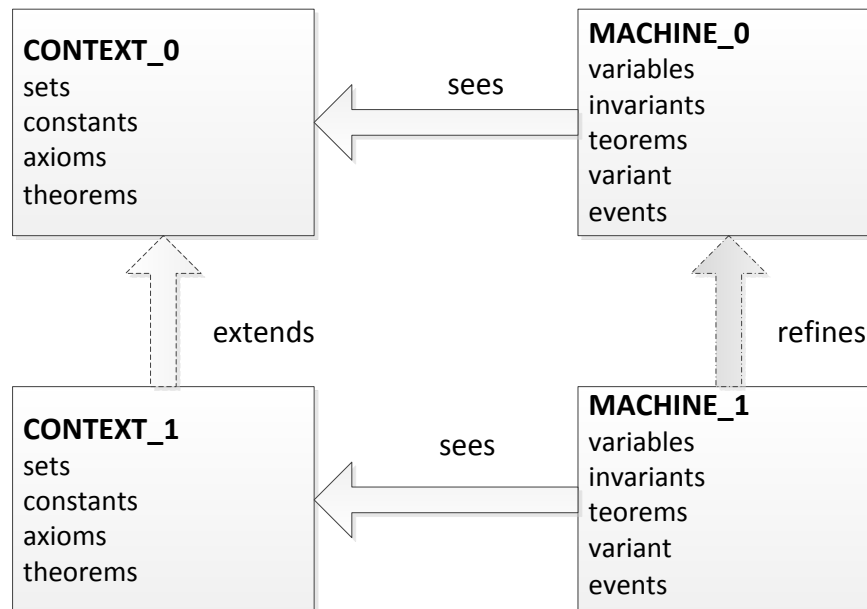 CONTEXT_0
sets
constants
axioms
theorems
sees
MACHINE_0
variables
invariants
teorems
variant
events
extends
refines
CONTEXT_1
sets
constants
axioms
theorems
sees
MACHINE_1
variables
invariants
teorems
variant
events